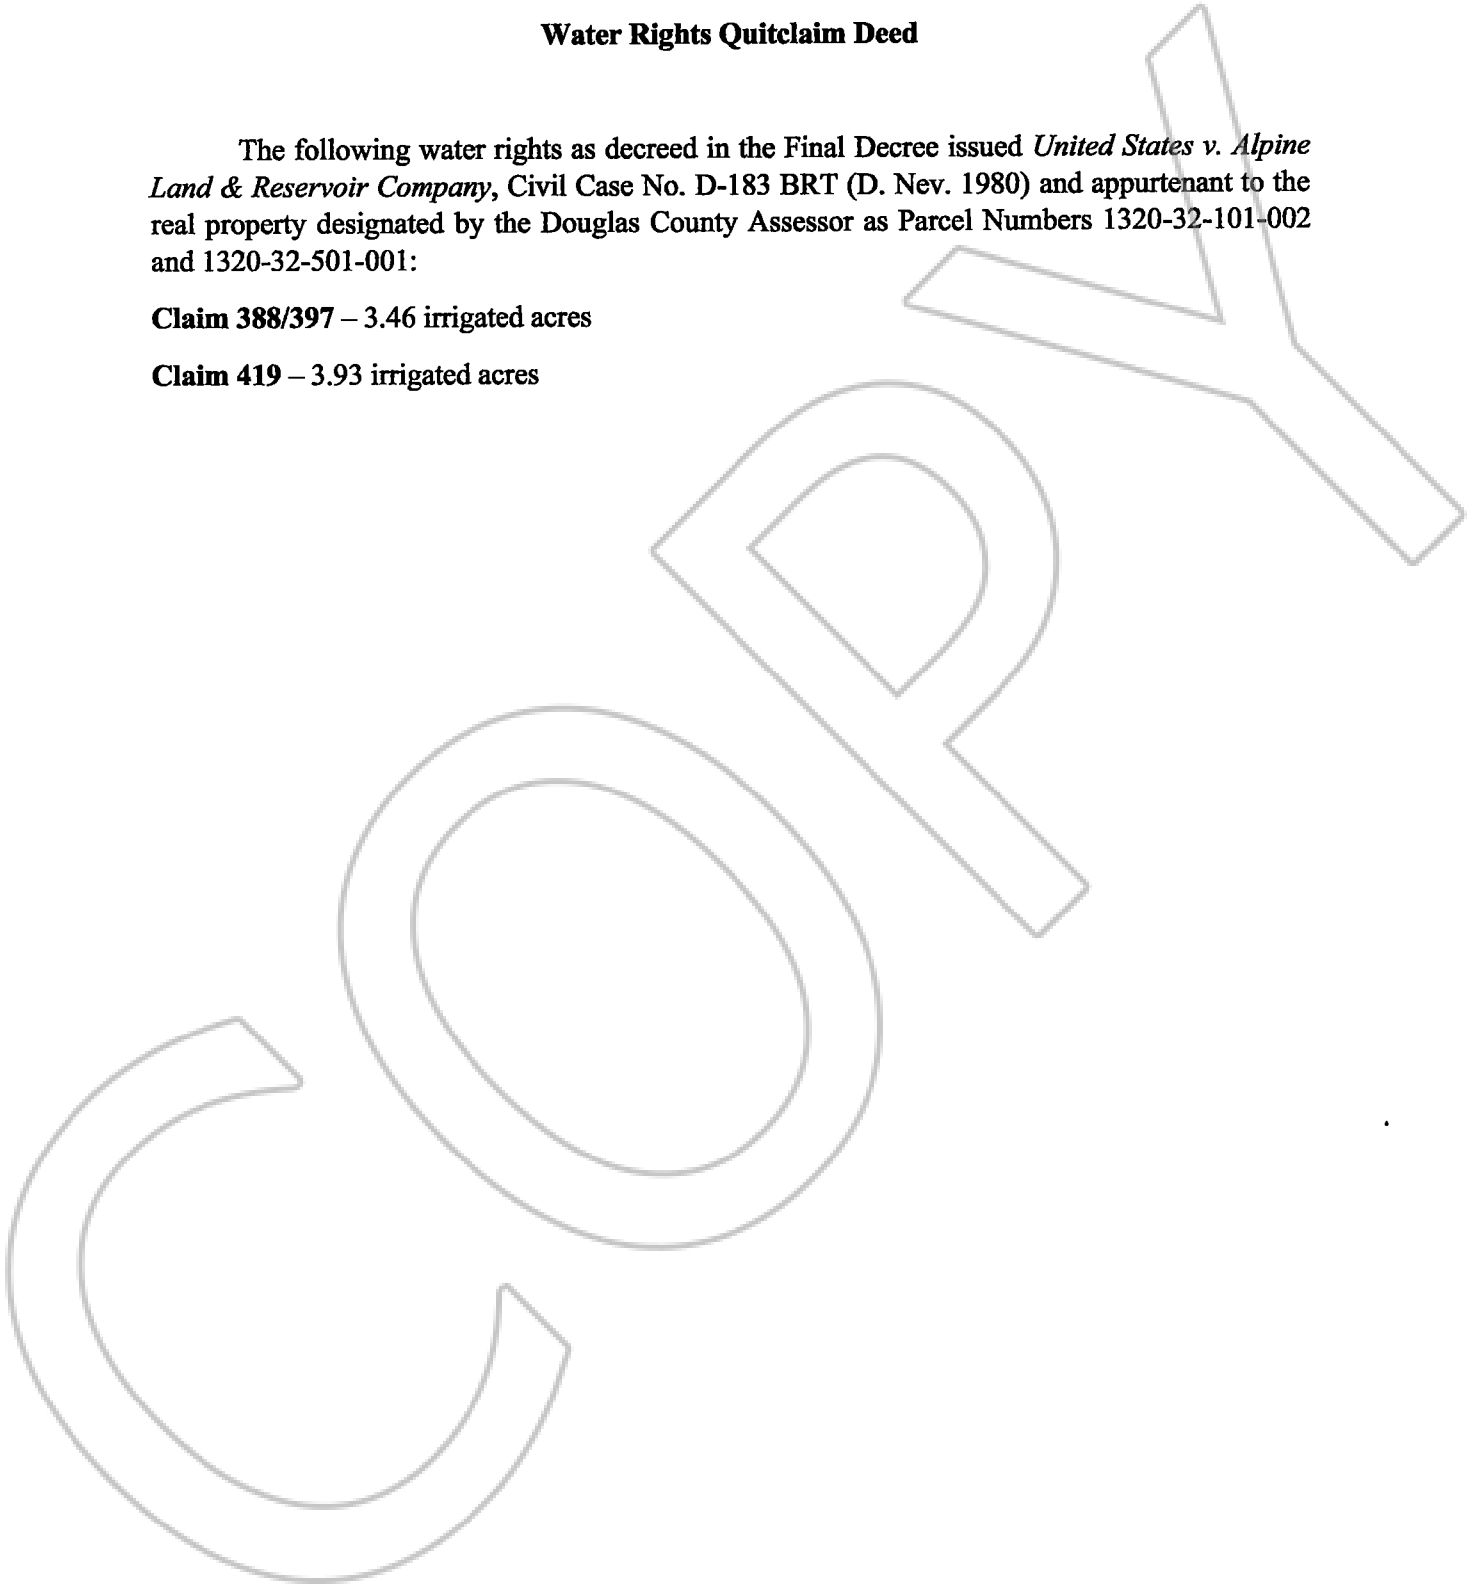 Water Rights Quitclaim Deed
The following water rights as decreed in the Final Decree issued United States v. Alpine
Land & Reservoir Company, Civil Case No. D-183 BRT (D. Nev. 1980) and appurtenant to the
real property designated by the Douglas County Assessor as Parcel Numbers 1320-32-101-002
and 1320-32-501-001:
Claim 388/397 – 3.46 irrigated acres
Claim 419 – 3.93 irrigated acres
COPY